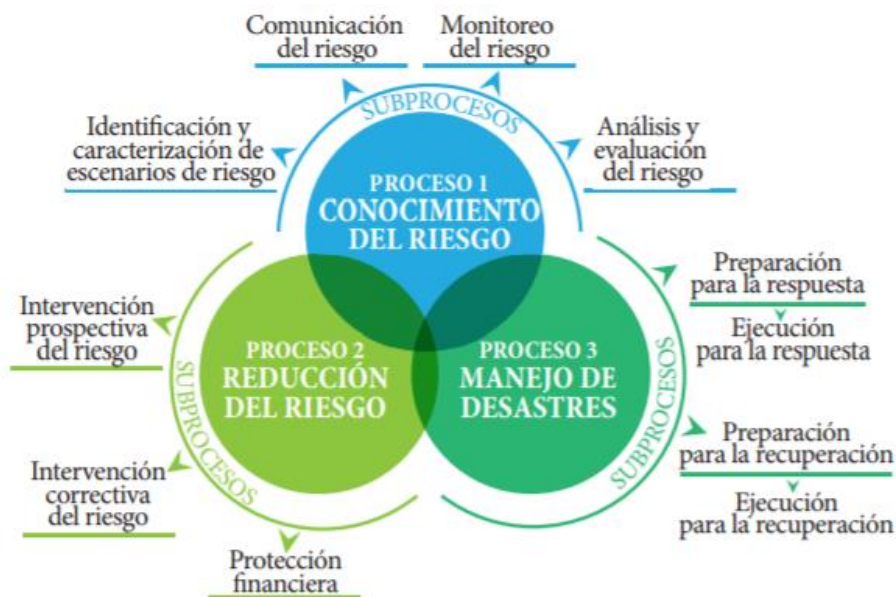 Comunicación
del riesgo
Monitoreo
del riesgo
SUBPROCESOS
Identificación y
caracterización de
escenarios de riesgo
Análisis y
evaluación
del riesgo
PROCESO 1
CONOCIMIENTO
DEL RIESGO
Intervención
prospectiva
del riesgo
Intervención
correctiva
del riesgo
Protección
financiera
SUBPROCESOS
PROCESO 2
REDUCCIÓN
DEL RIESGO
PROCESO 3
MANEJO DE
DESASTRES
SUBPROCESOS
Preparación
para la respuesta
Ejecución
para la respuesta
Preparación
para la recuperación
Ejecución
para la recuperación